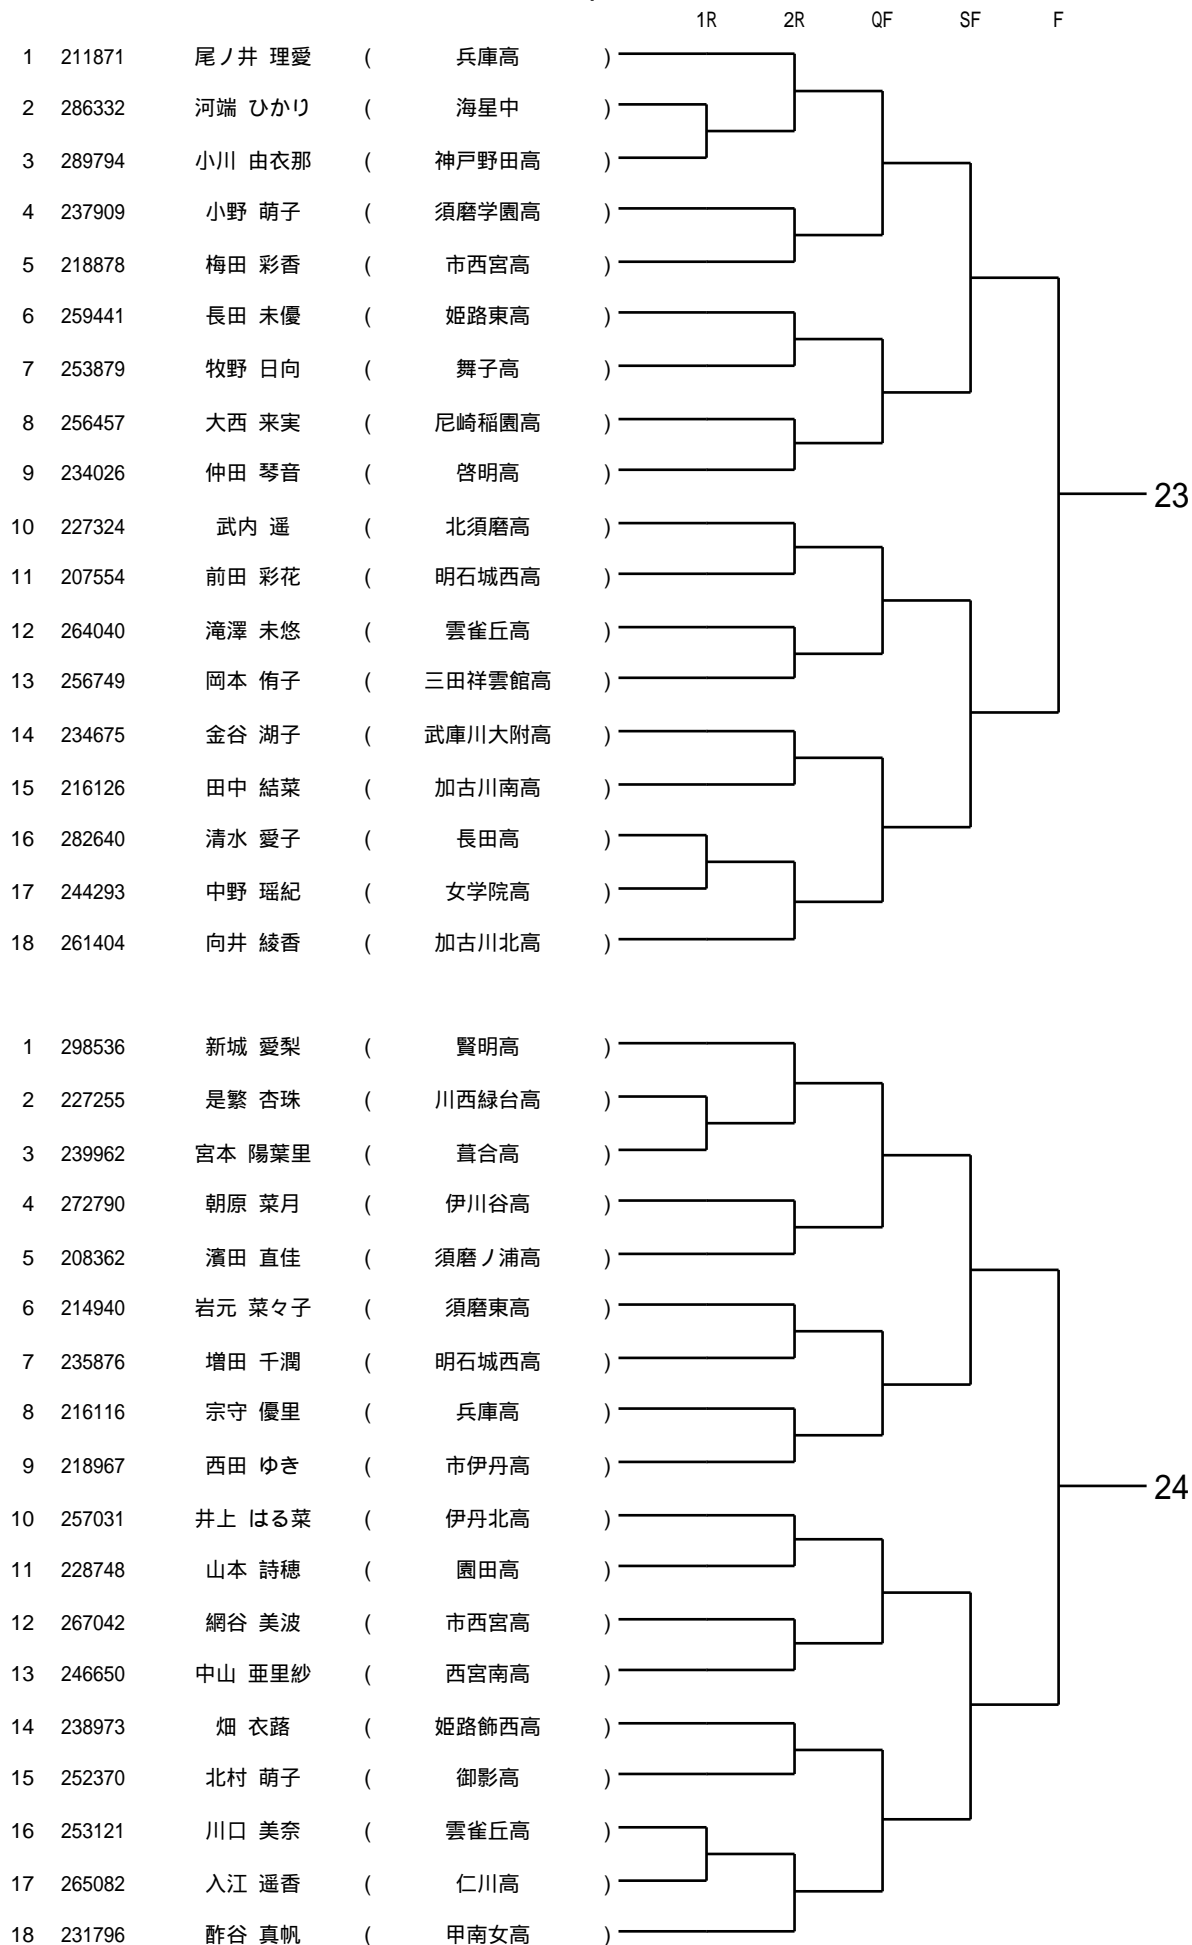 1R 2R QF SF F
1 211871 尾ノ井 理愛 ( 兵庫高 )
2 286332 河端 ひかり ( 海星中 )
3 289794 小川 由衣那 ( 神戸野田高 )
4 237909 小野 萌子 ( 須磨学園高 )
5 218878 梅田 彩香 ( 市西宮高 )
6 259441 長田 未優 ( 姫路東高 )
7 253879 牧野 日向 ( 舞子高 )
8 256457 大西 来実 ( 尼崎稲園高 )
9 234026 仲田 琴音 ( 啓明高 )
23
10 227324 武内 遥 ( 北須磨高 )
11 207554 前田 彩花 ( 明石城西高 )
12 264040 滝澤 未悠 ( 雲雀丘高 )
13 256749 岡本 侑子 ( 三田祥雲館高 )
14 234675 金谷 湖子 ( 武庫川大附高 )
15 216126 田中 結菜 ( 加古川南高 )
16 282640 清水 愛子 ( 長田高 )
17 244293 中野 瑶紀 ( 女学院高 )
18 261404 向井 綾香 ( 加古川北高 )
1 298536 新城 愛梨 ( 賢明高 )
2 227255 是繁 杏珠 ( 川西緑台高 )
3 239962 宮本 陽葉里 ( 葺合高 )
4 272790 朝原 菜月 ( 伊川谷高 )
5 208362 濱田 直佳 ( 須磨ノ浦高 )
6 214940 岩元 菜々子 ( 須磨東高 )
7 235876 増田 千潤 ( 明石城西高 )
8 216116 宗守 優里 ( 兵庫高 )
9 218967 西田 ゆき ( 市伊丹高 )
24
10 257031 井上 はる菜 ( 伊丹北高 )
11 228748 山本 詩穂 ( 園田高 )
12 267042 網谷 美波 ( 市西宮高 )
13 246650 中山 亜里紗 ( 西宮南高 )
14 238973 畑 衣蕗 ( 姫路飾西高 )
15 252370 北村 萌子 ( 御影高 )
16 253121 川口 美奈 ( 雲雀丘高 )
17 265082 入江 遥香 ( 仁川高 )
18 231796 酢谷 真帆 ( 甲南女高 )